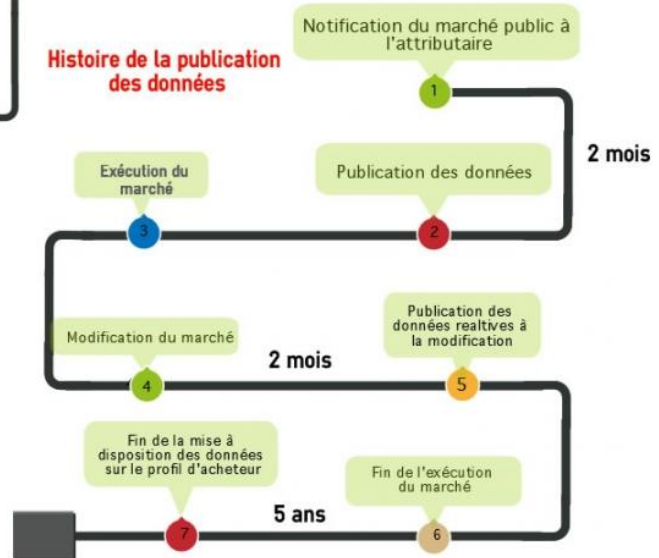 Histoire de la publication
des données
Notification du marché public à
l'attributaire
1
2 mois
Publication des données
2
Exécution du
marché
3
Modification du marché
4
2 mois
Publication des
données realtives à
la modification
5
Fin de l'exécution
du marché
6
5 ans
Fin de la mise à
disposition des données
sur le profil d'acheteur
7